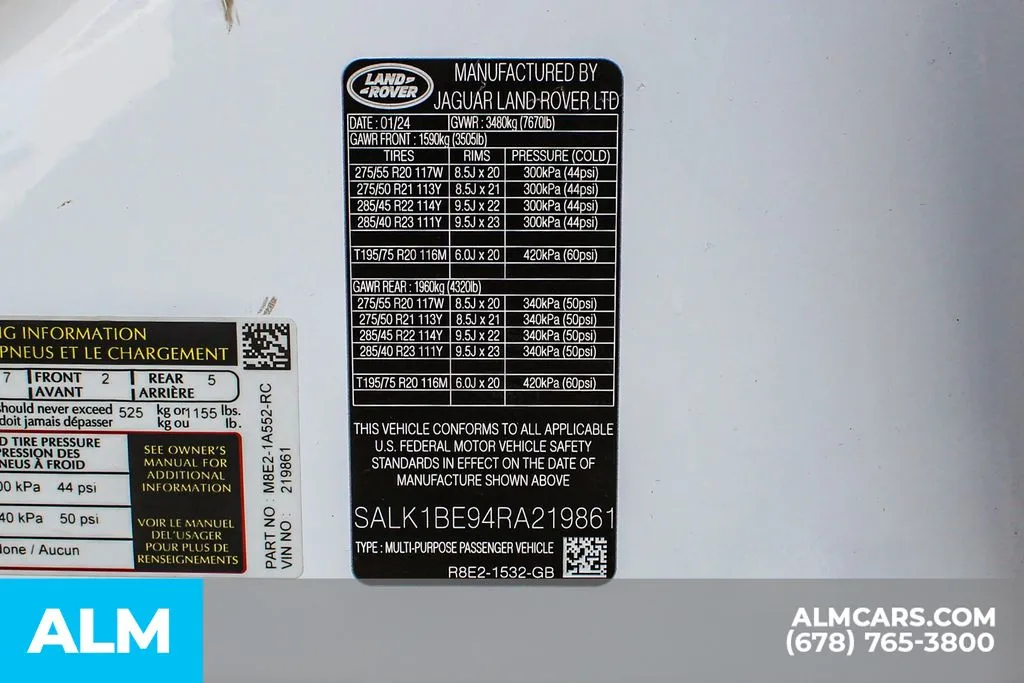 LAND-
-ROVER
MANUFACTURED BY
JAGUAR LAND ROVER LTD
DATE : 01/24 GVWR : 3480kg (7670lb)
GAWR FRONT : 1590kg (3505lb)
TIRES RIMS PRESSURE (COLD)
275/55 R20 117W 8.5J x 20 300kPa (44psi)
275/50 R21 113Y 8.5J x 21 300kPa (44psi)
285/45 R22 114Y 9.5J x 22 300kPa (44psi)
285/40 R23 111Y 9.5J x 23 300kPa (44psi)
T195/75 R20 116M 6.0J x 20 420kPa (60psi)
GAWR REAR : 1960kg (4320lb)
275/55 R20 117W 8.5J x 20 340kPa (50psi)
275/50 R21 113Y 8.5J x 21 340kPa (50psi)
285/45 R22 114Y 9.5J x 22 340kPa (50psi)
285/40 R23 111Y 9.5J x 23 340kPa (50psi)
T195/75 R20 116M 6.0J x 20 420kPa (60psi)
THIS VEHICLE CONFORMS TO ALL APPLICABLE
U.S. FEDERAL MOTOR VEHICLE SAFETY
STANDARDS IN EFFECT ON THE DATE OF
MANUFACTURE SHOWN ABOVE
SALK1BE94RA219861
TYPE : MULTI-PURPOSE PASSENGER VEHICLE
R8E2-1532-GB
INFORMATION
PNEUS ET LE CHARGEMENT
7 FRONT 2 REAR 5
AVANT ARRIÈRE
should never exceed 525 kg or 1155 lbs.
doit jamais dépasser kg ou lb.
TIRE PRESSURE
DES
À FROID
kPa 44 psi
kPa 50 psi
None / Aucun
SEE OWNER'S
MANUAL FOR
ADDITIONAL
INFORMATION
VOIR LE MANUEL
DEL'USAGER
POUR PLUS DE
RENSEIGNEMENTS
PART NO : M8E2-1A552-RC
VIN NO : 219861
ALM
ALMCARS.COM
(678) 765-3800